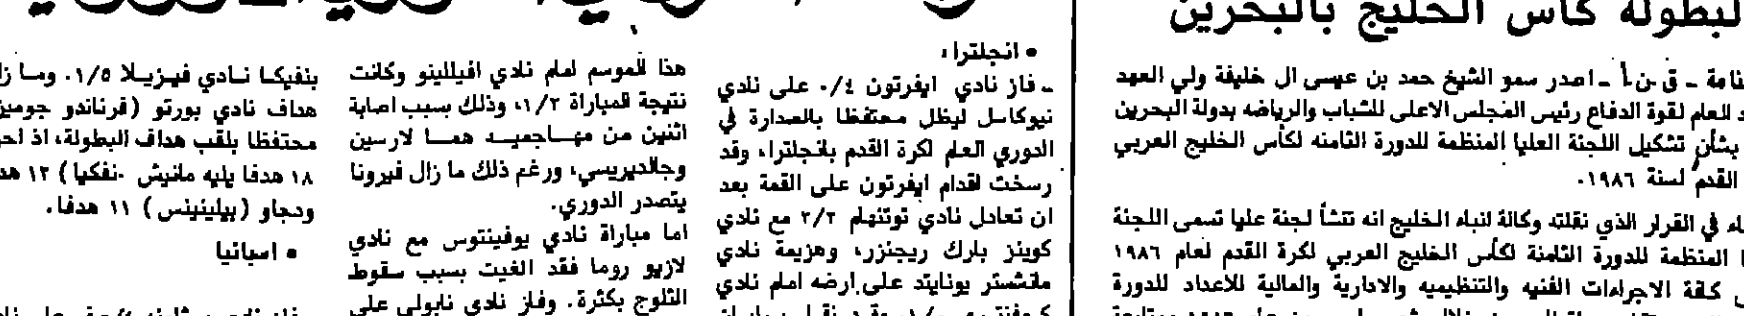 لبطولة كأس الخليج بالبحرين
نامة - ق.ن.أ - اصدر سمو الشيخ حمد بن عيسى ال خليفة ولي العهد
د العام لقوة الدفاع رئيس المجلس الاعلى للشباب والرياضه بدولة البحرين
بشأن تشكيل اللجنة العليا المنظمة للدورة الثامنه لكأس الخليج العربي
القدم لسنة ١٩٨٦.
اء في القرار الذي نقلته وكالة انباء الخليج انه تنشأ لجنة عليا تسمى اللجنة
ا المنظمة للدورة الثامنة لكأس الخليج العربي لكرة القدم لعام ١٩٨٦
كافة الاجراءات الفنيه والتنظيميه والادارية والمالية للاعداد للدورة
• انجلترا:
- فاز نادي ايفرتون ٤/٠ على نادي
نيوكاسل ليظل محتفظا بالصدارة في
الدوري العام لكرة القدم بانجلترا، وقد
رسخت اقدام ايفرتون على القمة بعد
ان تعادل نادي توتنهام ٢/٢ مع نادي
كوينز بارك ريجنزر، وهزيمة نادي
مانشستر يونايتد على ارضه امام نادي
هذا الموسم امام نادي افيللينو وكانت
نتيجة المباراة ١/٢، وذلك بسبب اصابة
اثنين من مهاجميه هما لارسين
وجالديريسي، ورغم ذلك ما زال فيرونا
يتصدر الدوري.
اما مباراة نادي يوفينتوس مع نادي
لازيو روما فقد الغيت بسبب سقوط
الثلوج بكثرة. وفاز نادي نابولي على
بنفيكا نادي فيزيلا ١/٥. وما زا
هداف نادي بورتو (فرناندو جوميز
محتفظا بلقب هداف البطولة، اذ احر
١٨ هدفا يليه مانيش نفكيا) ١٢ هد
ودجاو (بيلينينس) ١١ هدفا.
• اسبانيا